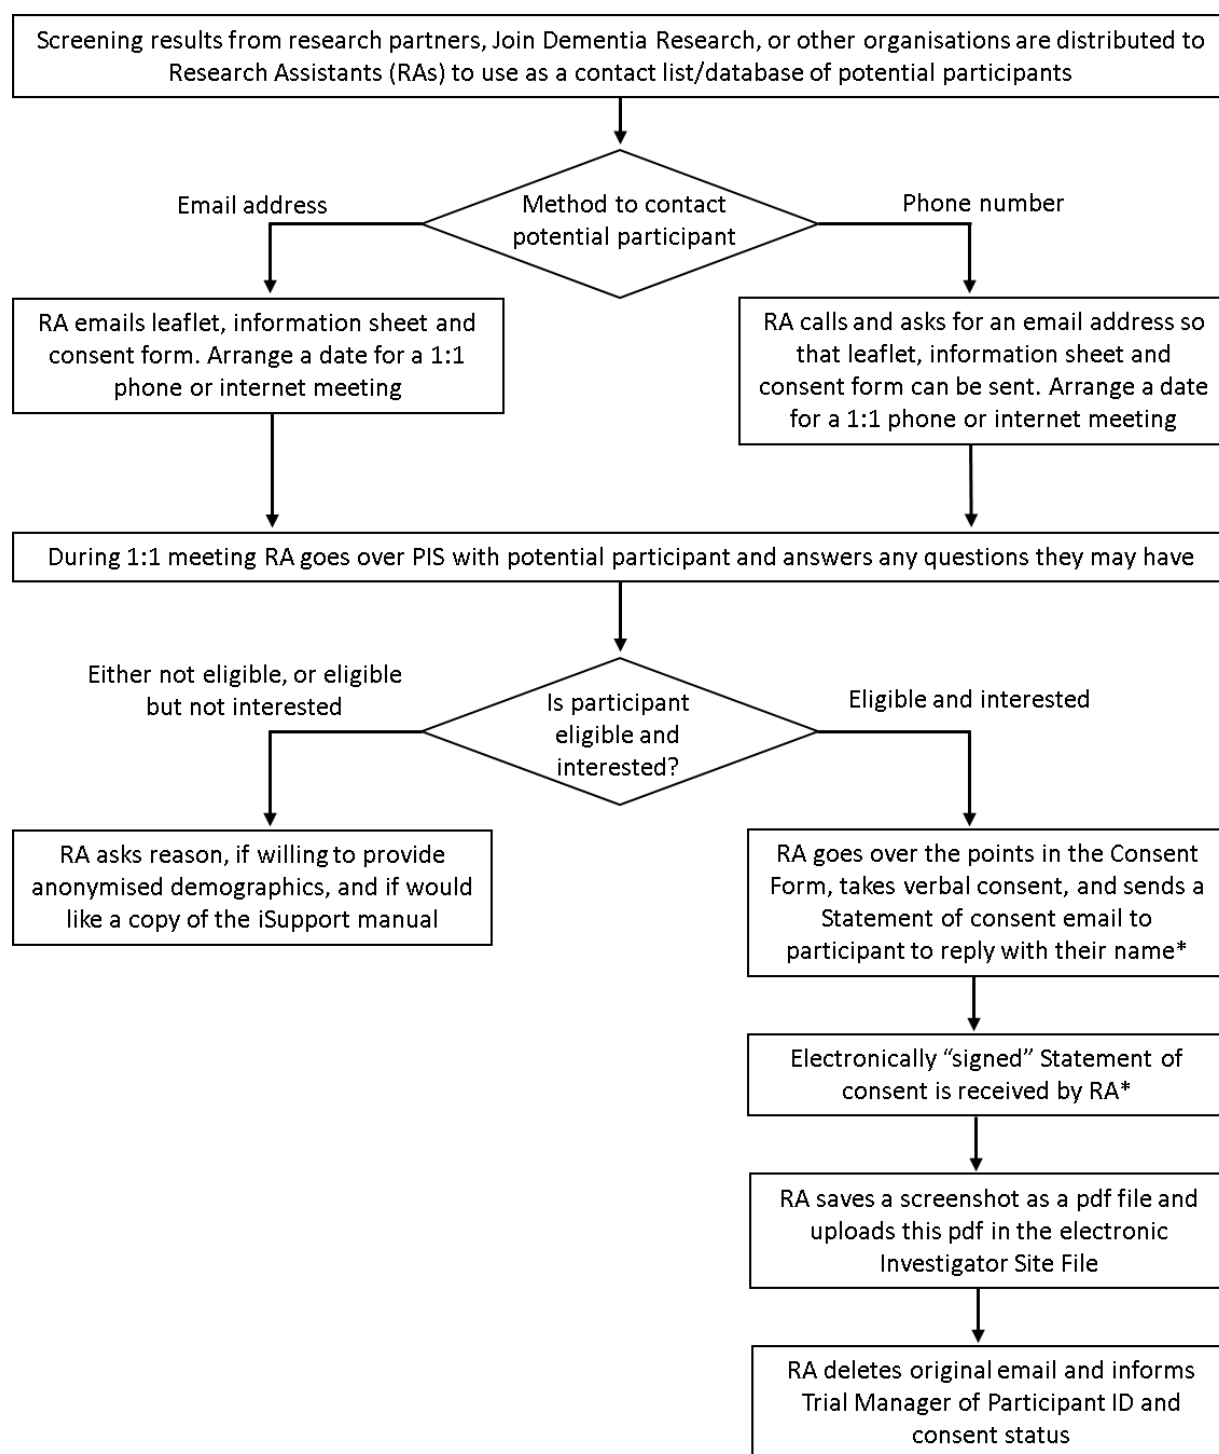 Screening results from research partners, Join Dementia Research, or other organisations are distributed to
Research Assistants (RAs) to use as a contact list/database of potential participants
Email address
Method to contact
potential participant
Phone number
RA emails leaflet, information sheet and
consent form. Arrange a date for a 1:1
phone or internet meeting
RA calls and asks for an email address so
that leaflet, information sheet and
consent form can be sent. Arrange a date
for a 1:1 phone or internet meeting
During 1:1 meeting RA goes over PIS with potential participant and answers any questions they may have
Either not eligible, or eligible
but not interested
Is participant
eligible and
interested?
Eligible and interested
RA asks reason, if willing to provide
anonymised demographics, and if would
like a copy of the iSupport manual
RA goes over the points in the Consent
Form, takes verbal consent, and sends a
Statement of consent email to
participant to reply with their name*
Electronically “signed” Statement of
consent is received by RA*
RA saves a screenshot as a pdf file and
uploads this pdf in the electronic
Investigator Site File
RA deletes original email and informs
Trial Manager of Participant ID and
consent status